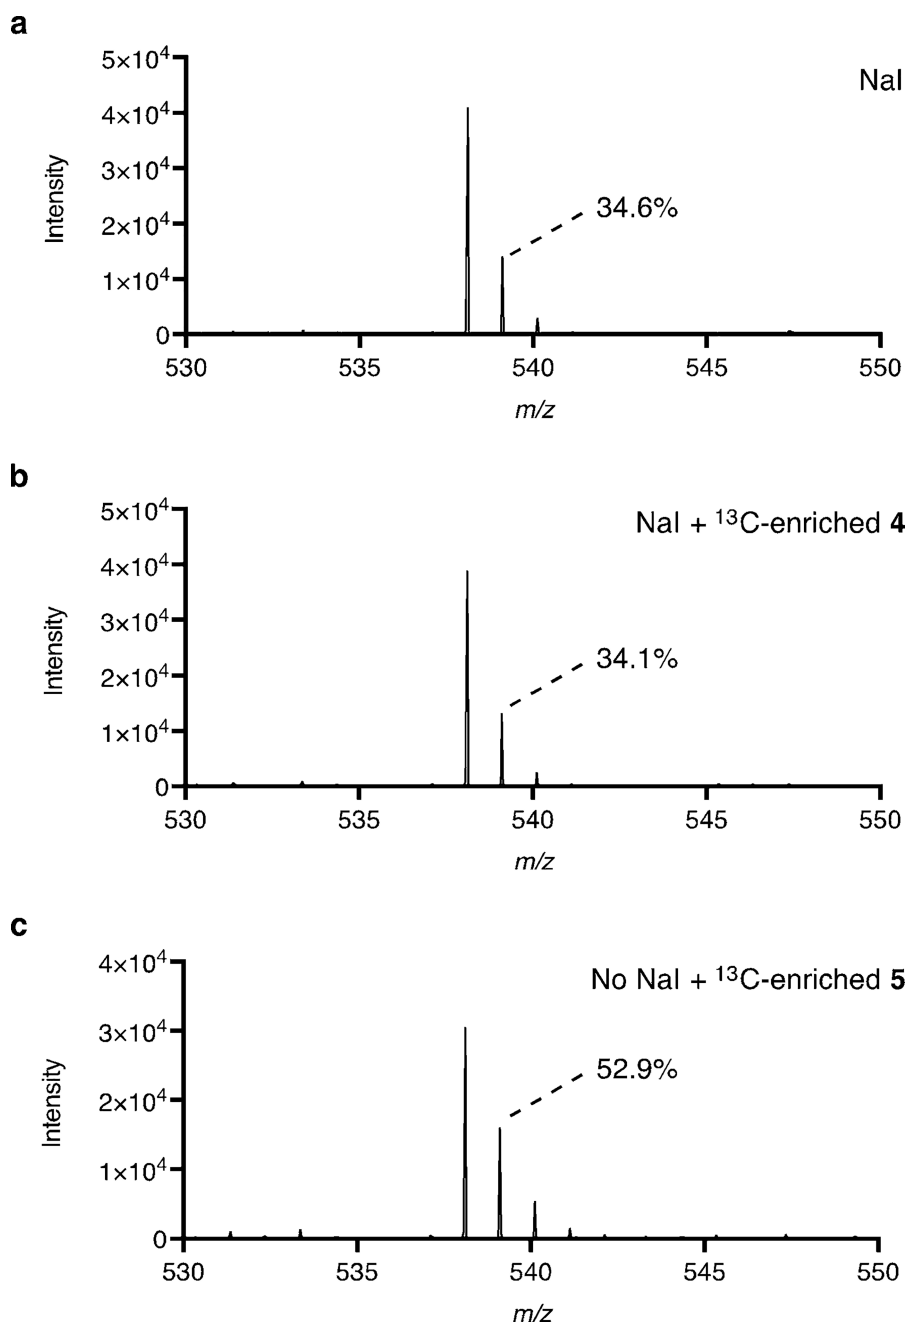 a
5×10⁴
NaI
4×10⁴
3×10⁴
Intensity
34.6%
2×10⁴
1×10⁴
0
530 535 540 545 550
m/z
b
5×10⁴
NaI + ¹³C-enriched 4
4×10⁴
3×10⁴
Intensity
34.1%
2×10⁴
1×10⁴
0
530 535 540 545 550
m/z
c
4×10⁴
No NaI + ¹³C-enriched 5
3×10⁴
Intensity
52.9%
2×10⁴
1×10⁴
0
530 535 540 545 550
m/z